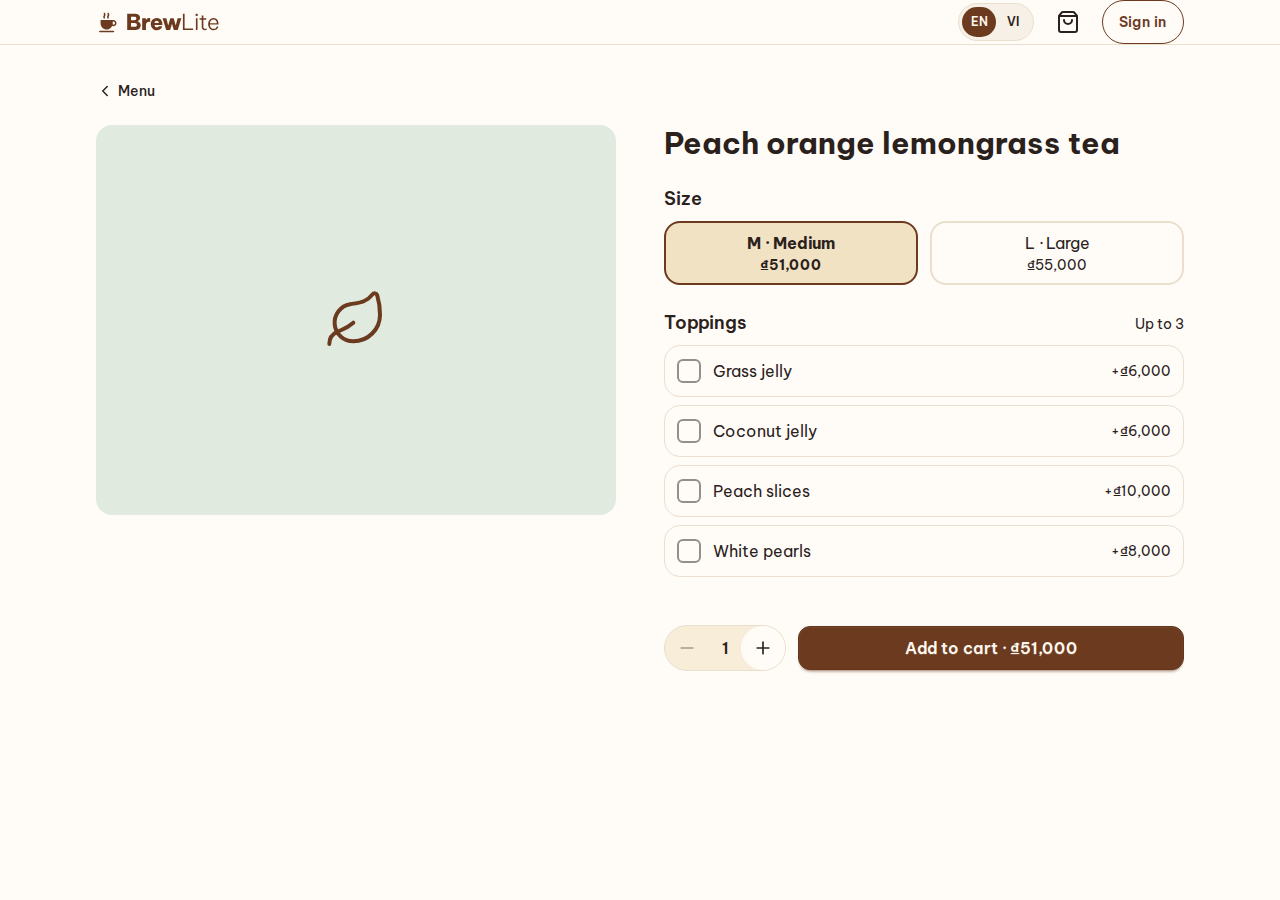 BrewLite
EN VI
Sign in
Menu
Peach orange lemongrass tea
Size
M · Medium
₫51,000
L · Large
₫55,000
Toppings
Up to 3
Grass jelly
+₫6,000
Coconut jelly
+₫6,000
Peach slices
+₫10,000
White pearls
+₫8,000
1
Add to cart · ₫51,000